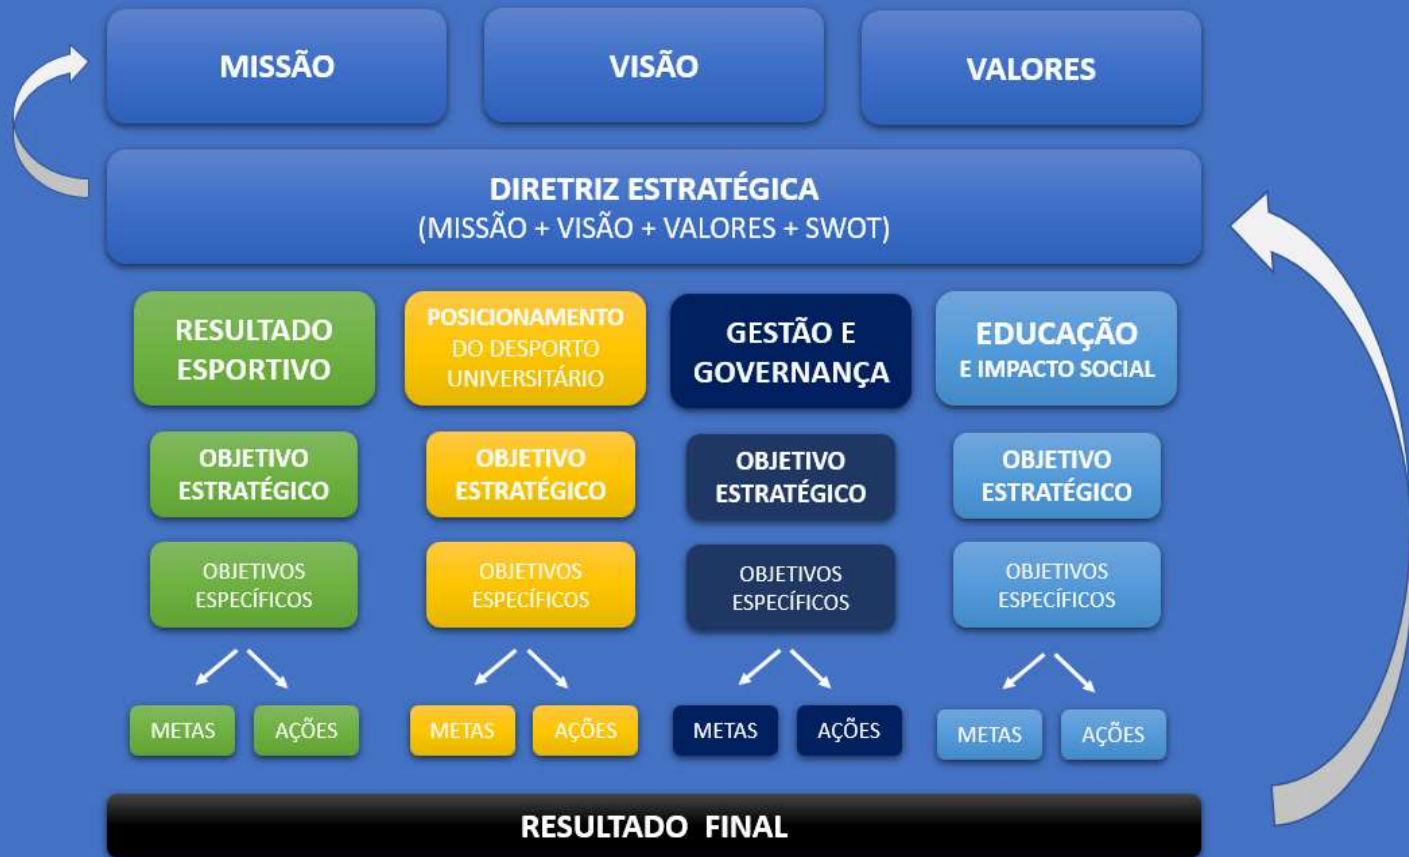 MISSÃO
VISÃO
VALORES
DIRETRIZ ESTRATÉGICA
(MISSÃO + VISÃO + VALORES + SWOT)
RESULTADO
ESPORTIVO
POSICIONAMENTO
DO DESPORTO
UNIVERSITÁRIO
GESTÃO E
GOVERNANÇA
EDUCAÇÃO
E IMPACTO SOCIAL
OBJETIVO
ESTRATÉGICO
OBJETIVO
ESTRATÉGICO
OBJETIVO
ESTRATÉGICO
OBJETIVO
ESTRATÉGICO
OBJETIVOS
ESPECÍFICOS
OBJETIVOS
ESPECÍFICOS
OBJETIVOS
ESPECÍFICOS
OBJETIVOS
ESPECÍFICOS
METAS
AÇÕES
METAS
AÇÕES
METAS
AÇÕES
METAS
AÇÕES
RESULTADO FINAL